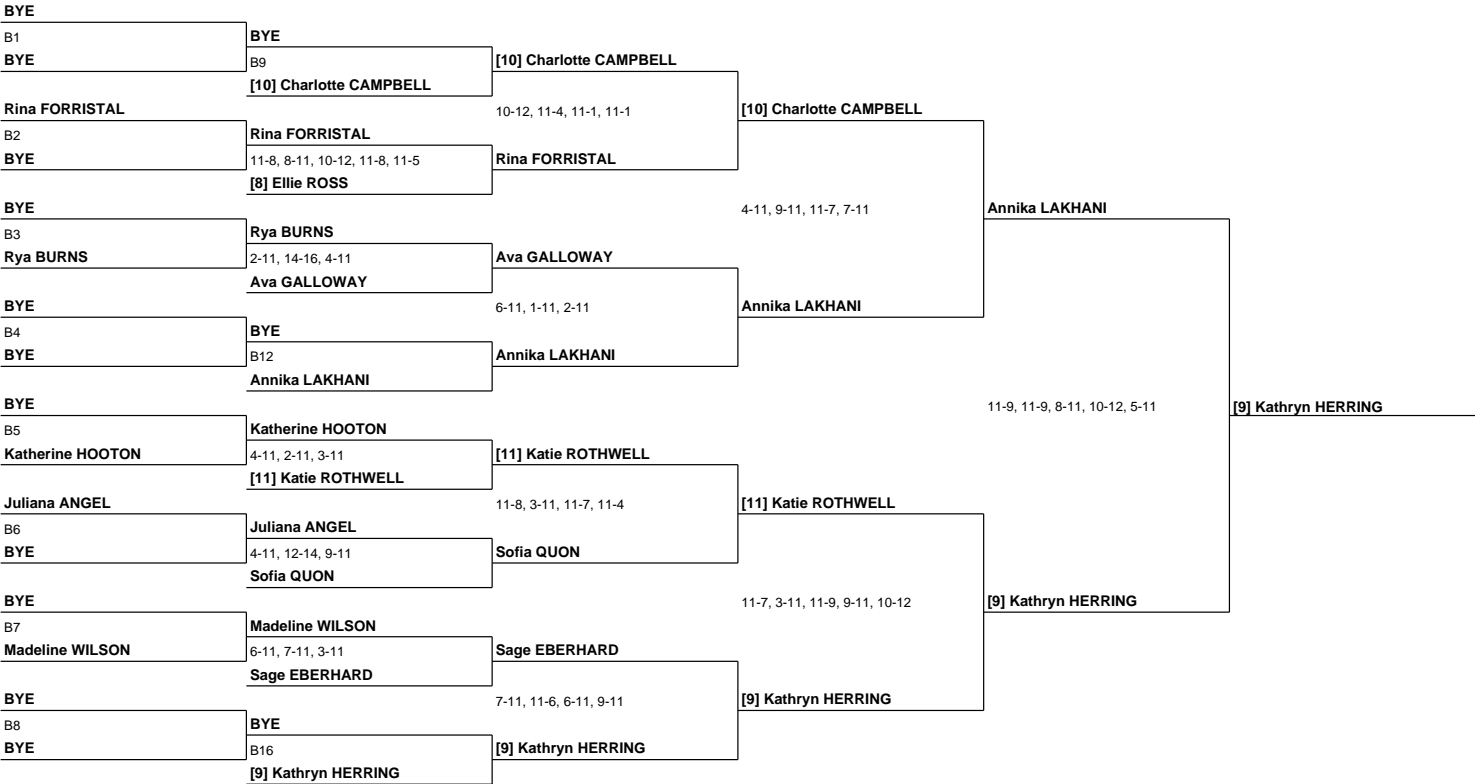 BYE
B1
BYE
BYE
B9
[10] Charlotte CAMPBELL
[10] Charlotte CAMPBELL
Rina FORRISTAL
10-12, 11-4, 11-1, 11-1
[10] Charlotte CAMPBELL
B2
Rina FORRISTAL
BYE
11-8, 8-11, 10-12, 11-8, 11-5
Rina FORRISTAL
[8] Ellie ROSS
BYE
4-11, 9-11, 11-7, 7-11
Annika LAKHANI
B3
Rya BURNS
Rya BURNS
2-11, 14-16, 4-11
Ava GALLOWAY
Ava GALLOWAY
BYE
6-11, 1-11, 2-11
Annika LAKHANI
B4
BYE
BYE
B12
Annika LAKHANI
Annika LAKHANI
BYE
11-9, 11-9, 8-11, 10-12, 5-11
[9] Kathryn HERRING
B5
Katherine HOOTON
Katherine HOOTON
4-11, 2-11, 3-11
[11] Katie ROTHWELL
[11] Katie ROTHWELL
Juliana ANGEL
11-8, 3-11, 11-7, 11-4
[11] Katie ROTHWELL
B6
Juliana ANGEL
BYE
4-11, 12-14, 9-11
Sofia QUON
Sofia QUON
BYE
11-7, 3-11, 11-9, 9-11, 10-12
[9] Kathryn HERRING
B7
Madeline WILSON
Madeline WILSON
6-11, 7-11, 3-11
Sage EBERHARD
Sage EBERHARD
BYE
7-11, 11-6, 6-11, 9-11
[9] Kathryn HERRING
B8
BYE
BYE
B16
[9] Kathryn HERRING
[9] Kathryn HERRING